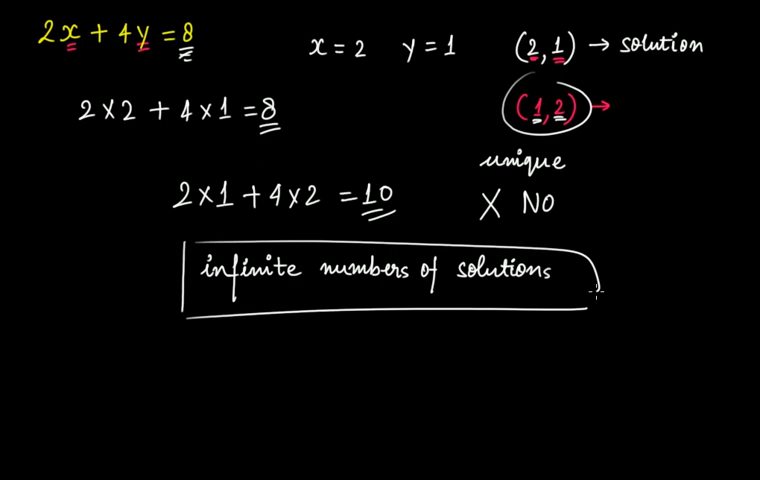 2x + 4y = 8
x = 2 y = 1 (2, 1) → solution
2 × 2 + 4 × 1 = 8 (1, 2) →
unique
2 × 1 + 4 × 2 = 10 X NO
infinite numbers of solutions